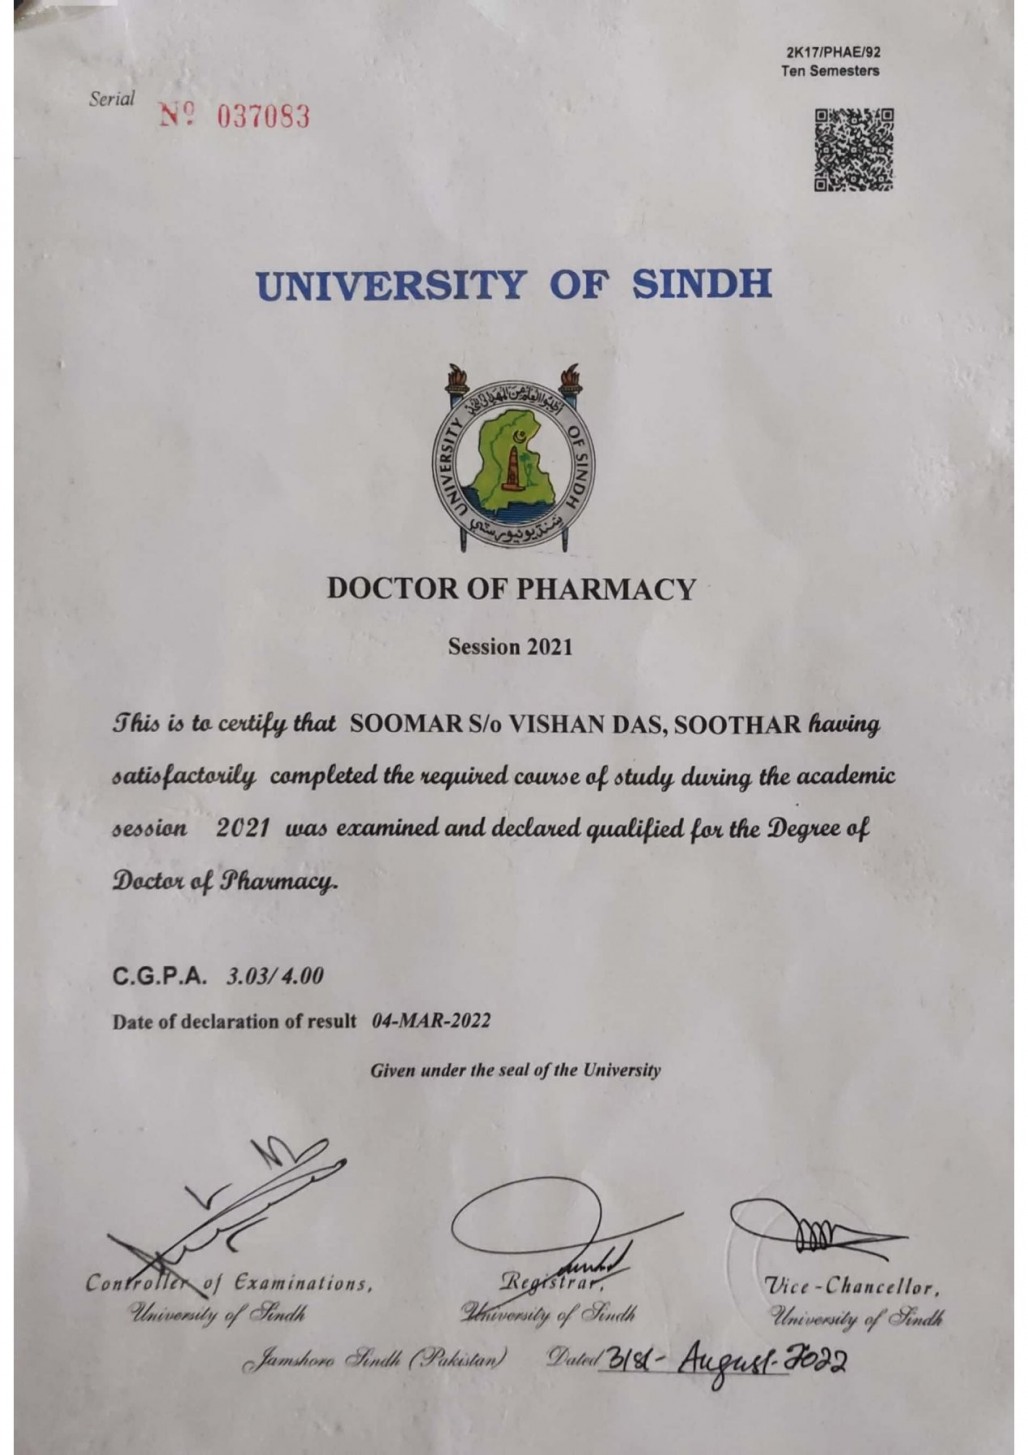 2K17/PHAE/92
Ten Semesters
Serial Nº 037083
UNIVERSITY OF SINDH
UNIVERSITY OF SINDH
DOCTOR OF PHARMACY
Session 2021
This is to certify that SOOMAR S/o VISHAN DAS, SOOTHAR having
satisfactorily completed the required course of study during the academic
session 2021 was examined and declared qualified for the Degree of
Doctor of Pharmacy.
C.G.P.A. 3.03/4.00
Date of declaration of result 04-MAR-2022
Given under the seal of the University
Controller of Examinations,
University of Sindh
Registrar,
University of Sindh
Vice-Chancellor,
University of Sindh
Jamshoro Sindh (Pakistan) Dated 31st- August-2022